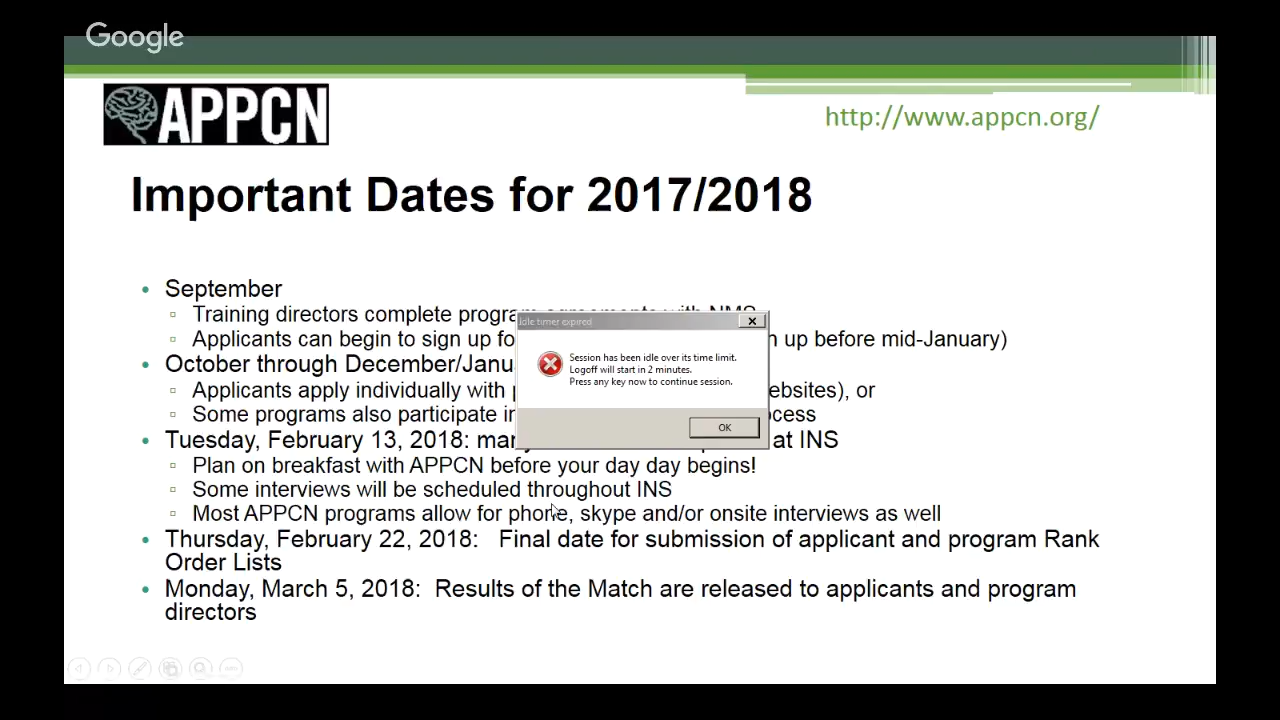 Google
APPCN
http://www.appcn.org/
Important Dates for 2017/2018
• September
▫ Training directors complete program agreements with NMS
▫ Applicants can begin to sign up fo n up before mid-January)
• October through December/Janu
▫ Applicants apply individually with ebsites), or
▫ Some programs also participate in ocess
Idle timer expired
Session has been idle over its time limit.
Logoff will start in 2 minutes.
Press any key now to continue session.
OK
• Tuesday, February 13, 2018: many at INS
▫ Plan on breakfast with APPCN before your day day begins!
▫ Some interviews will be scheduled throughout INS
▫ Most APPCN programs allow for phone, skype and/or onsite interviews as well
• Thursday, February 22, 2018: Final date for submission of applicant and program Rank
Order Lists
• Monday, March 5, 2018: Results of the Match are released to applicants and program
directors